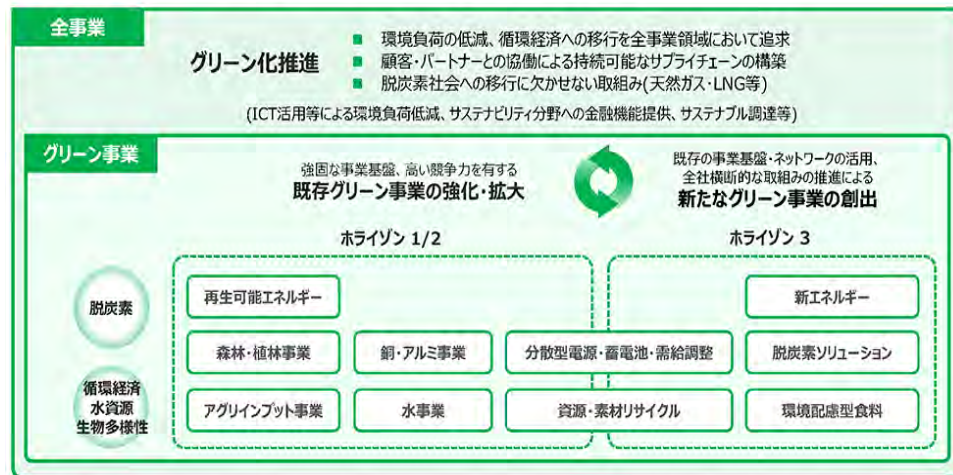 全事業
グリーン化推進
■ 環境負荷の低減、循環経済への移行を全事業領域において追求
■ 顧客・パートナーとの協働による持続可能なサプライチェーンの構築
■ 脱炭素社会への移行に欠かせない取組み(天然ガス・LNG等)
(ICT活用等による環境負荷低減、サステナビリティ分野への金融機能提供、サステナブル調達等)
グリーン事業
強固な事業基盤、高い競争力を有する
既存グリーン事業の強化・拡大
既存の事業基盤・ネットワークの活用、
全社横断的な取組みの推進による
新たなグリーン事業の創出
ホライゾン 1/2
ホライゾン 3
脱炭素
再生可能エネルギー
新エネルギー
森林・植林事業
銅・アルミ事業
分散型電源・蓄電池・需給調整
脱炭素ソリューション
循環経済
水資源
生物多様性
アグリインプット事業
水事業
資源・素材リサイクル
環境配慮型食料